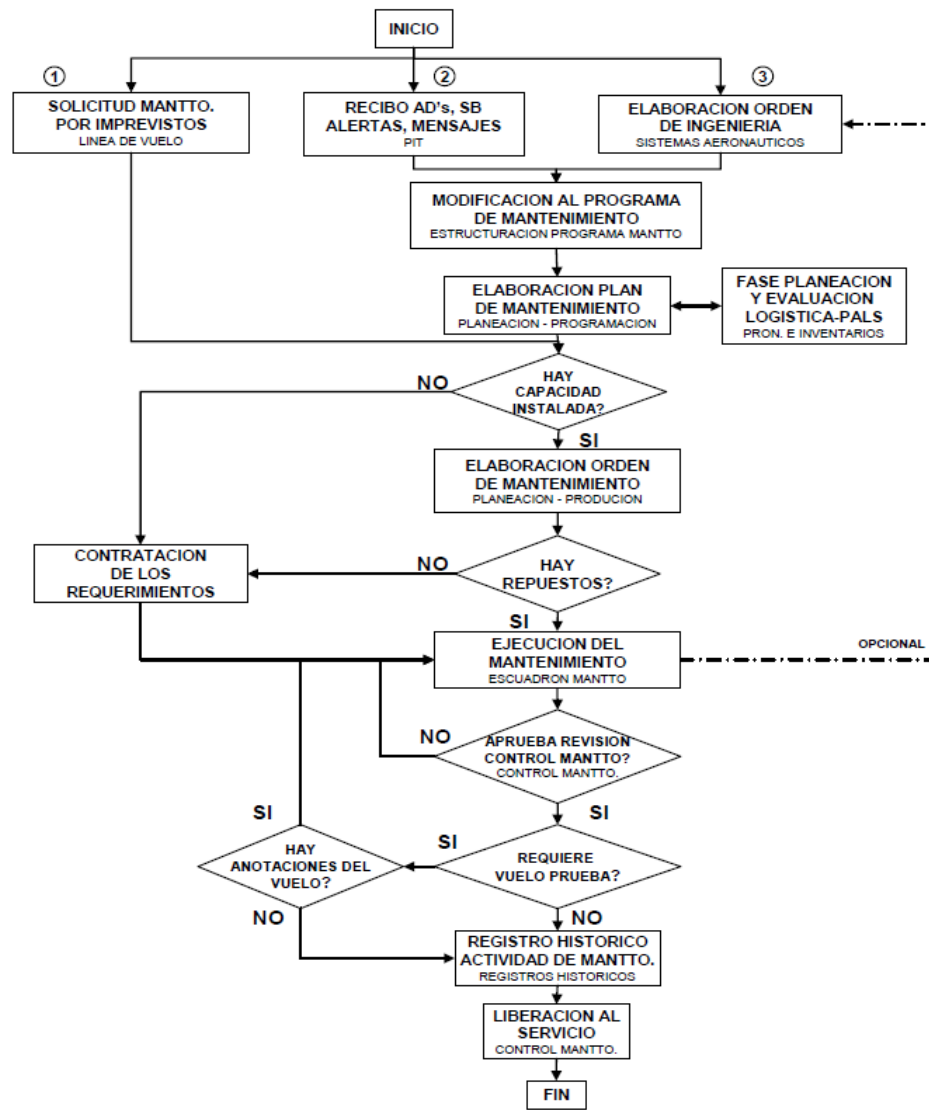 INICIO
①
②
③
SOLICITUD MANTTO.
POR IMPREVISTOS
LINEA DE VUELO
RECIBO AD's, SB
ALERTAS, MENSAJES
PIT
ELABORACION ORDEN
DE INGENIERIA
SISTEMAS AERONAUTICOS
MODIFICACION AL PROGRAMA
DE MANTENIMIENTO
ESTRUCTURACION PROGRAMA MANTTO
ELABORACION PLAN
DE MANTENIMIENTO
PLANEACION - PROGRAMACION
FASE PLANEACION
Y EVALUACION
LOGISTICA-PALS
PRON. E INVENTARIOS
NO
HAY
CAPACIDAD
INSTALADA?
SI
ELABORACION ORDEN
DE MANTENIMIENTO
PLANEACION - PRODUCION
CONTRATACION
DE LOS
REQUERIMIENTOS
NO
HAY
REPUESTOS?
SI
EJECUCION DEL
MANTENIMIENTO
ESCUADRON MANTTO
OPCIONAL
NO
APRUEBA REVISION
CONTROL MANTTO?
CONTROL MANTTO.
SI
SI
HAY
ANOTACIONES DEL
VUELO?
NO
SI
REQUIERE
VUELO PRUEBA?
NO
REGISTRO HISTORICO
ACTIVIDAD DE MANTTO.
REGISTROS HISTORICOS
LIBERACION AL
SERVICIO
CONTROL MANTTO.
FIN